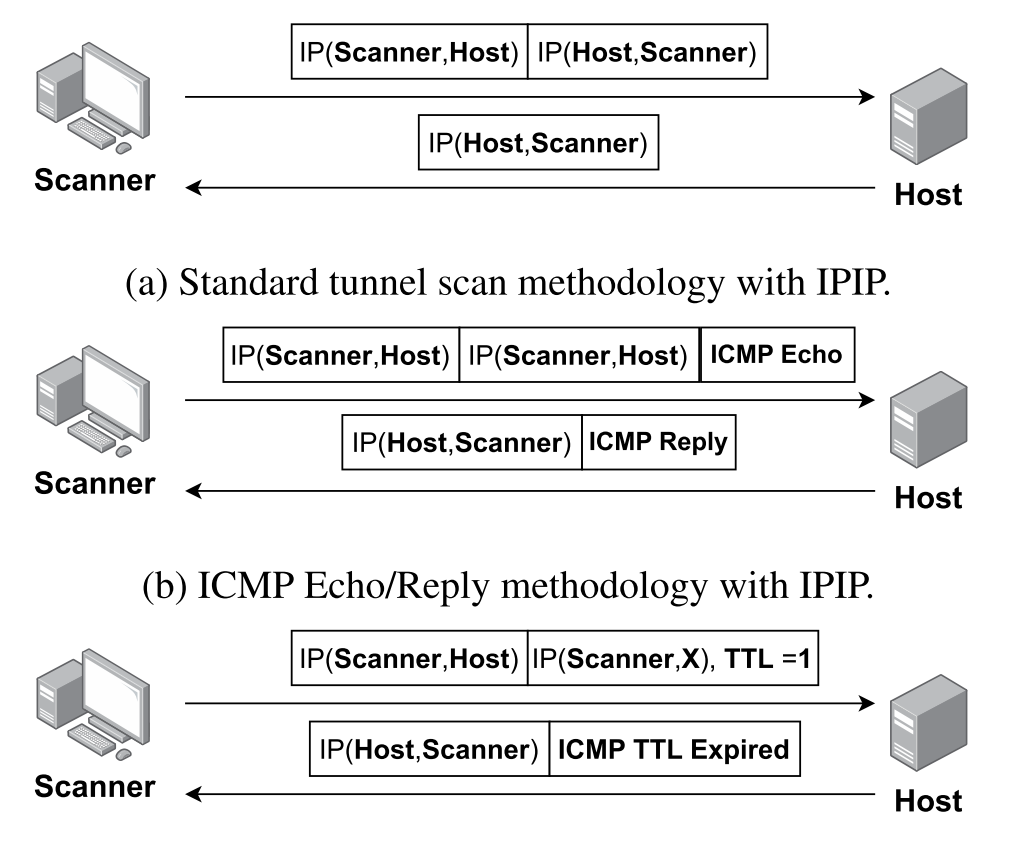 IP(Scanner,Host) IP(Host,Scanner)
IP(Host,Scanner)
Scanner
Host
(a) Standard tunnel scan methodology with IPIP.
IP(Scanner,Host) IP(Scanner,Host) ICMP Echo
IP(Host,Scanner) ICMP Reply
Scanner
Host
(b) ICMP Echo/Reply methodology with IPIP.
IP(Scanner,Host) IP(Scanner,X), TTL =1
IP(Host,Scanner) ICMP TTL Expired
Scanner
Host